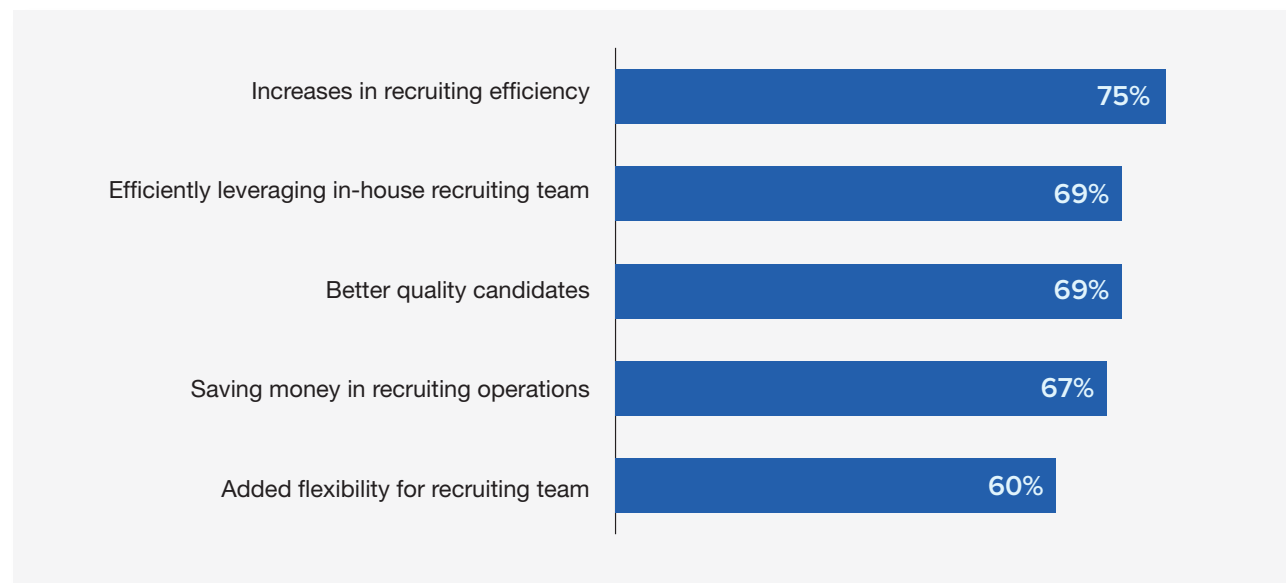 Increases in recruiting efficiency 75%
Efficiently leveraging in-house recruiting team 69%
Better quality candidates 69%
Saving money in recruiting operations 67%
Added flexibility for recruiting team 60%